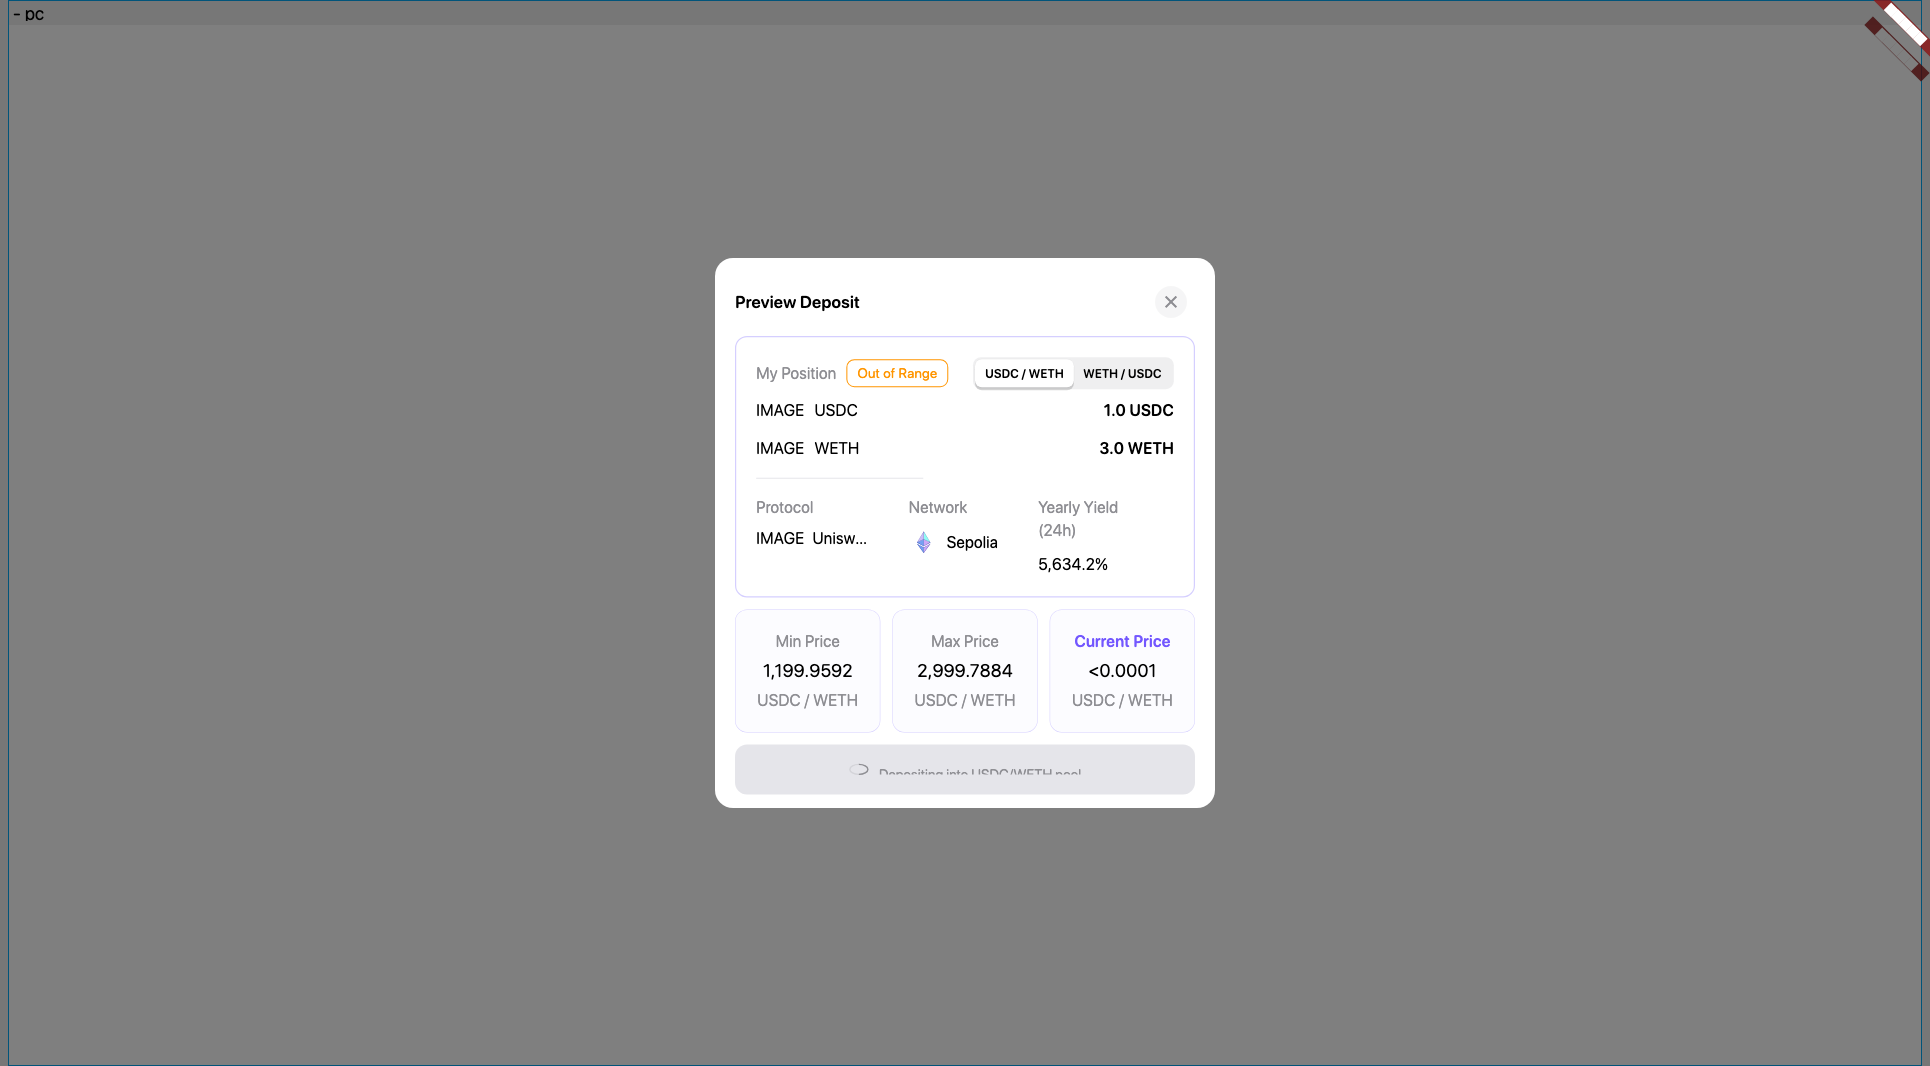 - pc
Preview Deposit
My Position Out of Range USDC / WETH WETH / USDC
IMAGE USDC 1.0 USDC
IMAGE WETH 3.0 WETH
Protocol Network Yearly Yield
(24h)
IMAGE Unisw... Sepolia
5,634.2%
Min Price Max Price Current Price
1,199.9592 2,999.7884 <0.0001
USDC / WETH USDC / WETH USDC / WETH
Depositing into USDC/WETH pool